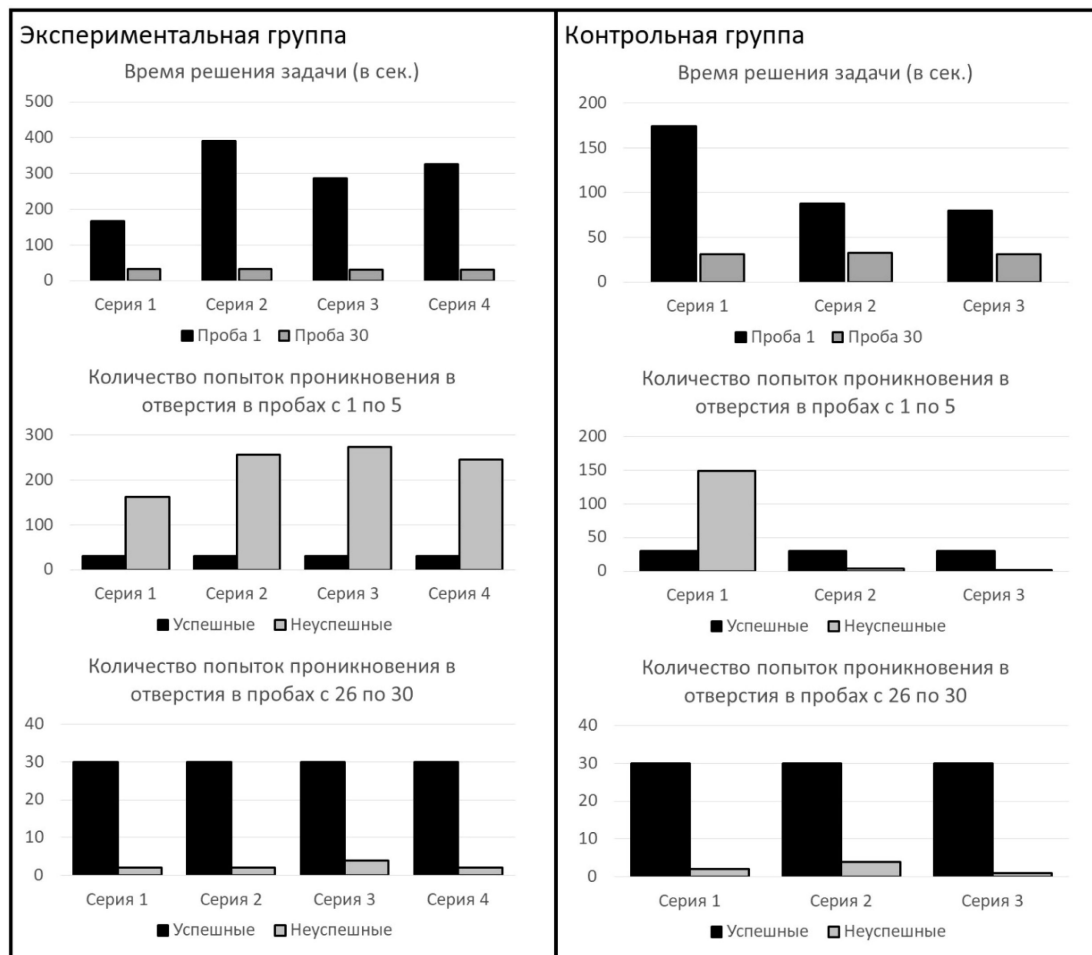 Экспериментальная группа
Время решения задачи (в сек.)
500
400
300
200
100
0
Серия 1 Серия 2 Серия 3 Серия 4
Проба 1 Проба 30
Количество попыток проникновения в
отверстия в пробах с 1 по 5
300
200
100
0
Серия 1 Серия 2 Серия 3 Серия 4
Успешные Неуспешные
Количество попыток проникновения в
отверстия в пробах с 26 по 30
40
30
20
10
0
Серия 1 Серия 2 Серия 3 Серия 4
Успешные Неуспешные
Контрольная группа
Время решения задачи (в сек.)
200
150
100
50
0
Серия 1 Серия 2 Серия 3
Проба 1 Проба 30
Количество попыток проникновения в
отверстия в пробах с 1 по 5
200
150
100
50
0
Серия 1 Серия 2 Серия 3
Успешные Неуспешные
Количество попыток проникновения в
отверстия в пробах с 26 по 30
40
30
20
10
0
Серия 1 Серия 2 Серия 3
Успешные Неуспешные